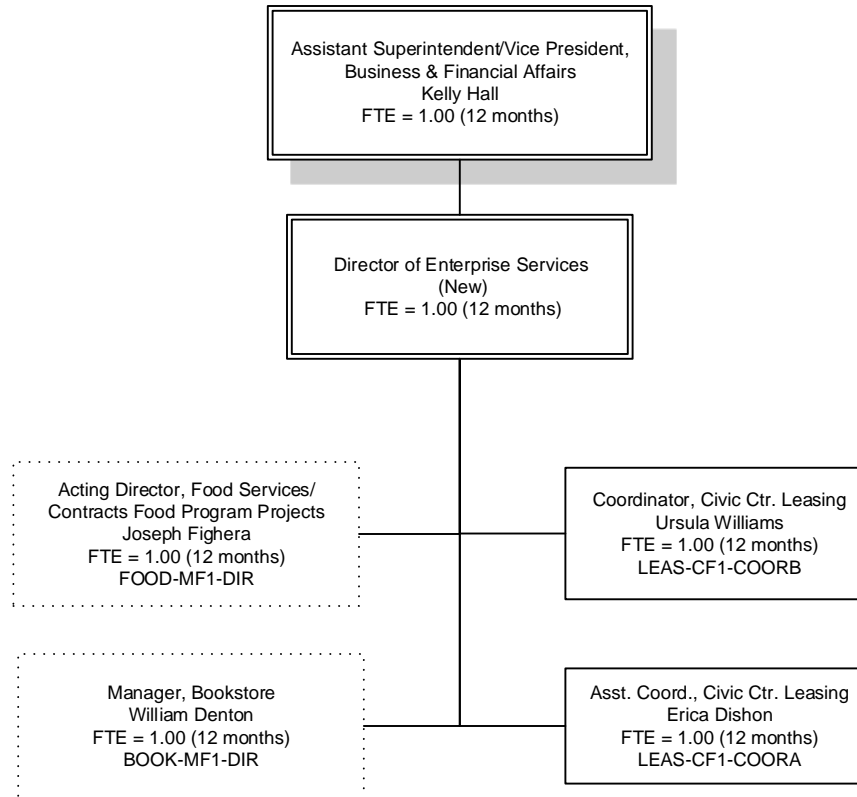 Assistant Superintendent/Vice President,
Business & Financial Affairs
Kelly Hall
FTE = 1.00 (12 months)
Director of Enterprise Services
(New)
FTE = 1.00 (12 months)
Acting Director, Food Services/
Contracts Food Program Projects
Joseph Fighera
FTE = 1.00 (12 months)
FOOD-MF1-DIR
Coordinator, Civic Ctr. Leasing
Ursula Williams
FTE = 1.00 (12 months)
LEAS-CF1-COORB
Manager, Bookstore
William Denton
FTE = 1.00 (12 months)
BOOK-MF1-DIR
Asst. Coord., Civic Ctr. Leasing
Erica Dishon
FTE = 1.00 (12 months)
LEAS-CF1-COORA